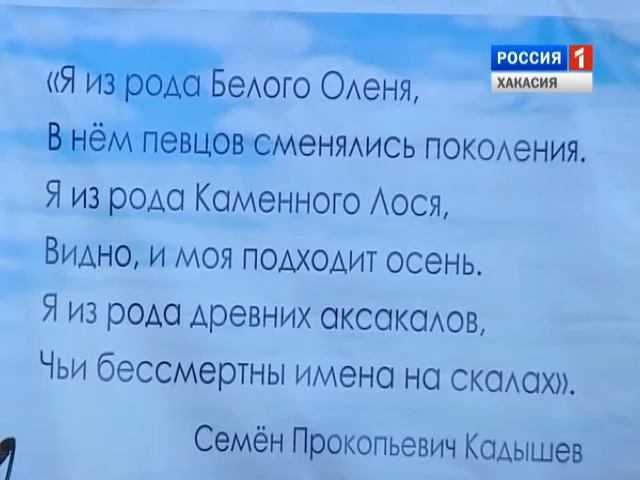 РОССИЯ 1
ХАКАСИЯ
«Я из рода Белого Оленя,
В нём певцов сменялись поколения.
Я из рода Каменного Лося,
Видно, и моя подходит осень.
Я из рода древних аксакалов,
Чьи бессмертны имена на скалах».
Семён Прокопьевич Кадышев